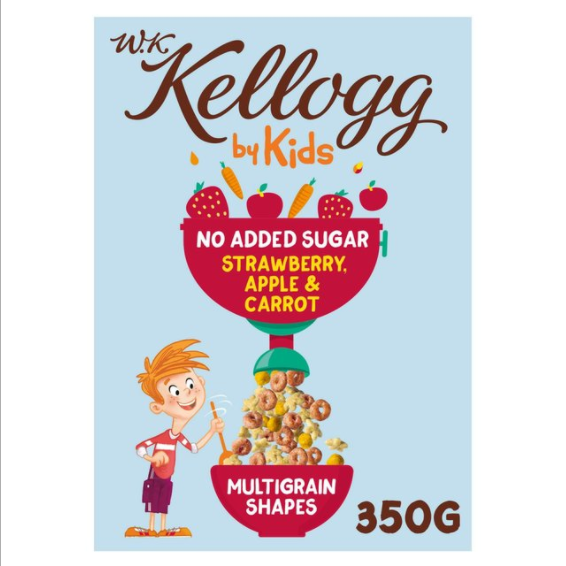 W.K.
Kellogg
by Kids
NO ADDED SUGAR
STRAWBERRY,
APPLE &
CARROT
MULTIGRAIN
SHAPES
350G